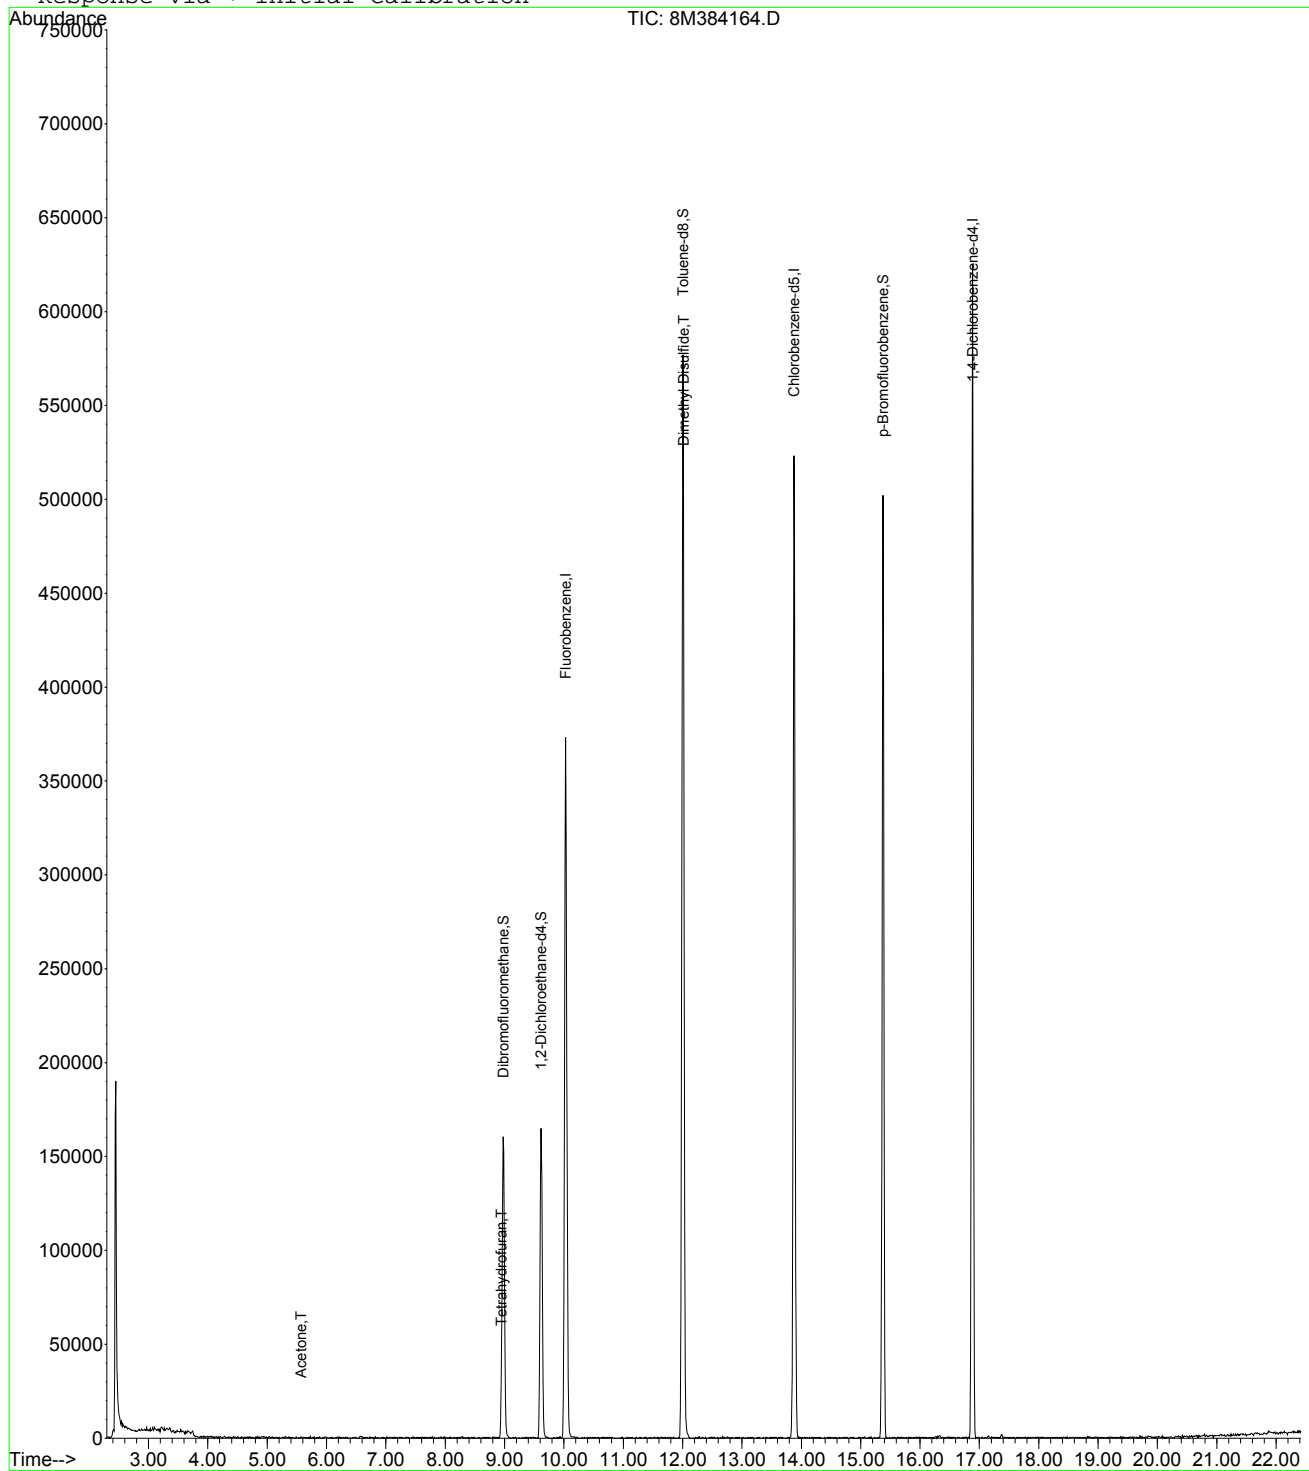 Response via : Initial Calibration
Abundance
TIC: 8M384164.D
750000
700000
650000
600000
550000
500000
450000
400000
350000
300000
250000
200000
150000
100000
50000
0
Acetone,T
Tetrahydrofuran,T
Dibromofluoromethane,S
1,2-Dichloroethane-d4,S
Fluorobenzene,I
Dimethyl Disulfide,T
Toluene-d8,S
Chlorobenzene-d5,I
p-Bromofluorobenzene,S
1,4-Dichlorobenzene-d4,I
Time--> 3.00 4.00 5.00 6.00 7.00 8.00 9.00 10.00 11.00 12.00 13.00 14.00 15.00 16.00 17.00 18.00 19.00 20.00 21.00 22.00